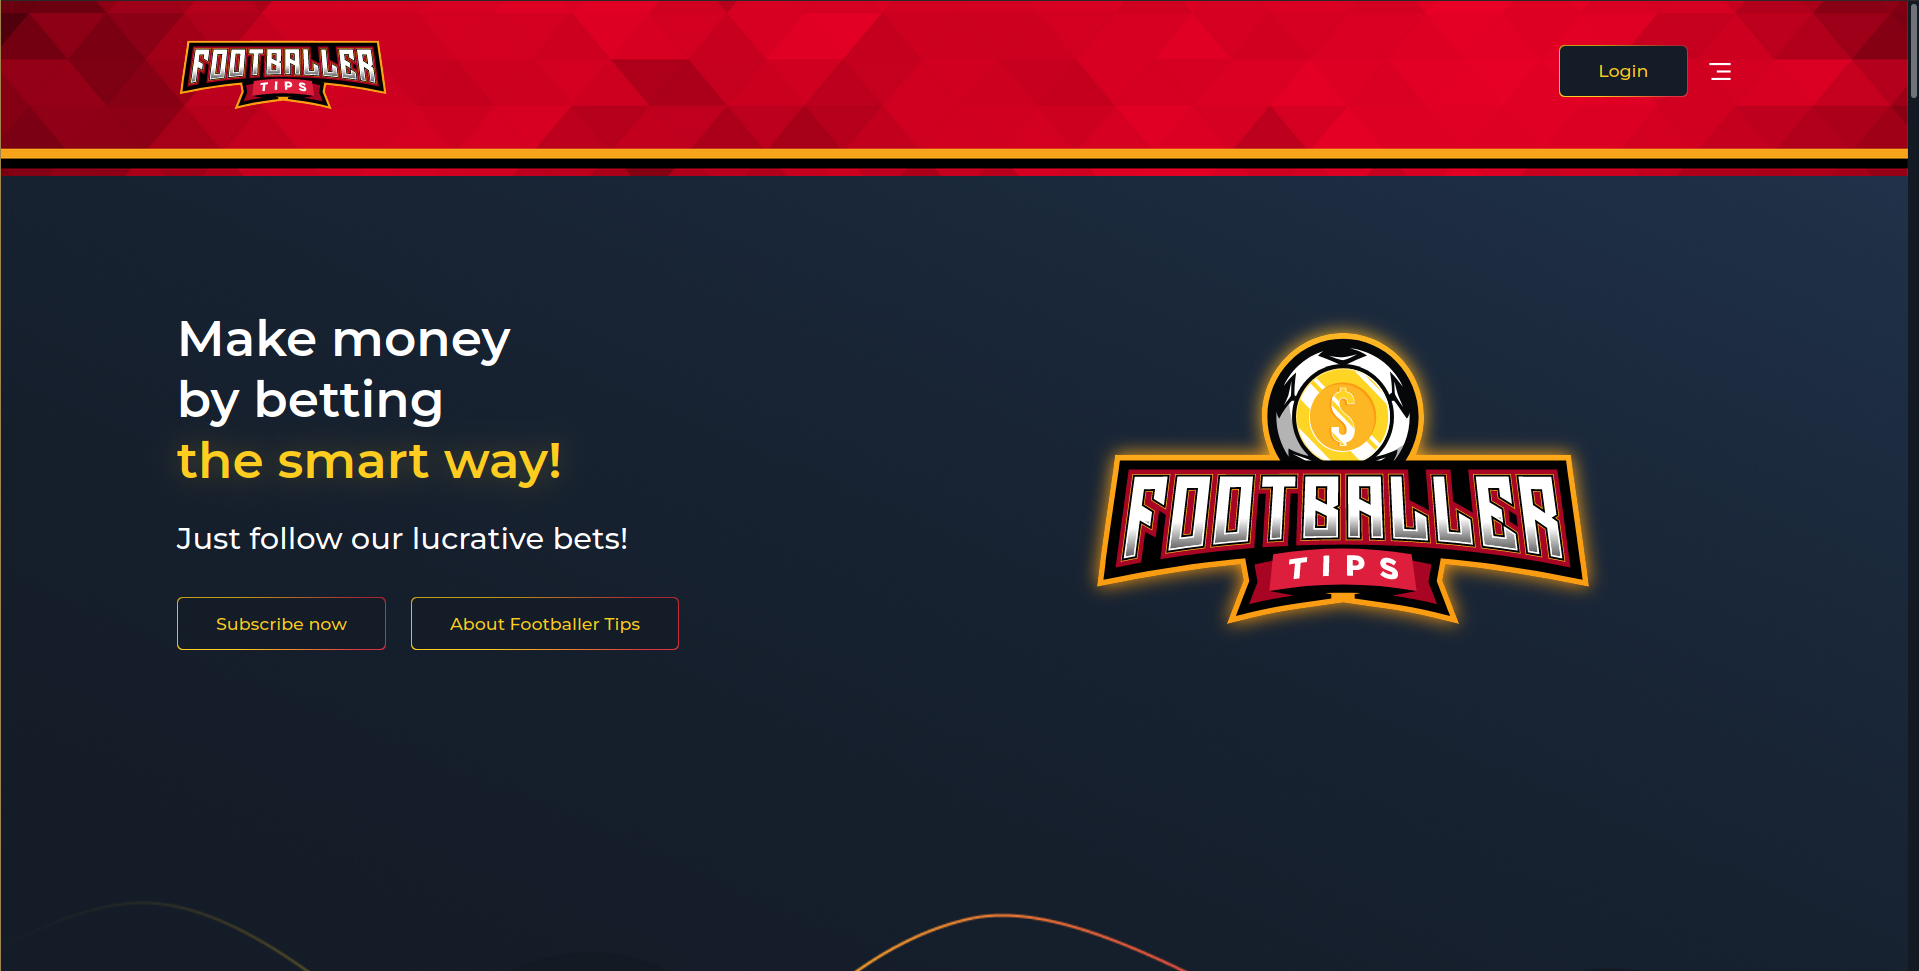 FOOTBALLER
TIPS
Login
Make money
by betting
the smart way!
Just follow our lucrative bets!
Subscribe now
About Footballer Tips
$
FOOTBALLER
TIPS